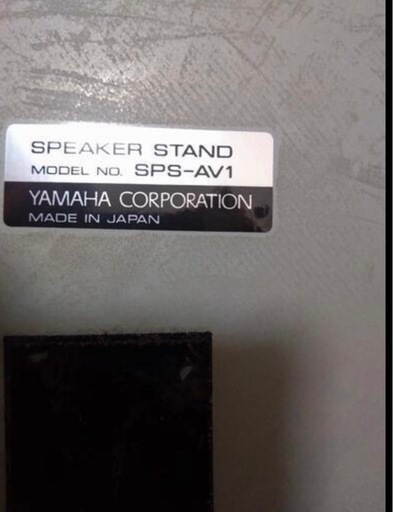 SPEAKER STAND
MODEL NO. SPS-AV1
YAMAHA CORPORATION
MADE IN JAPAN